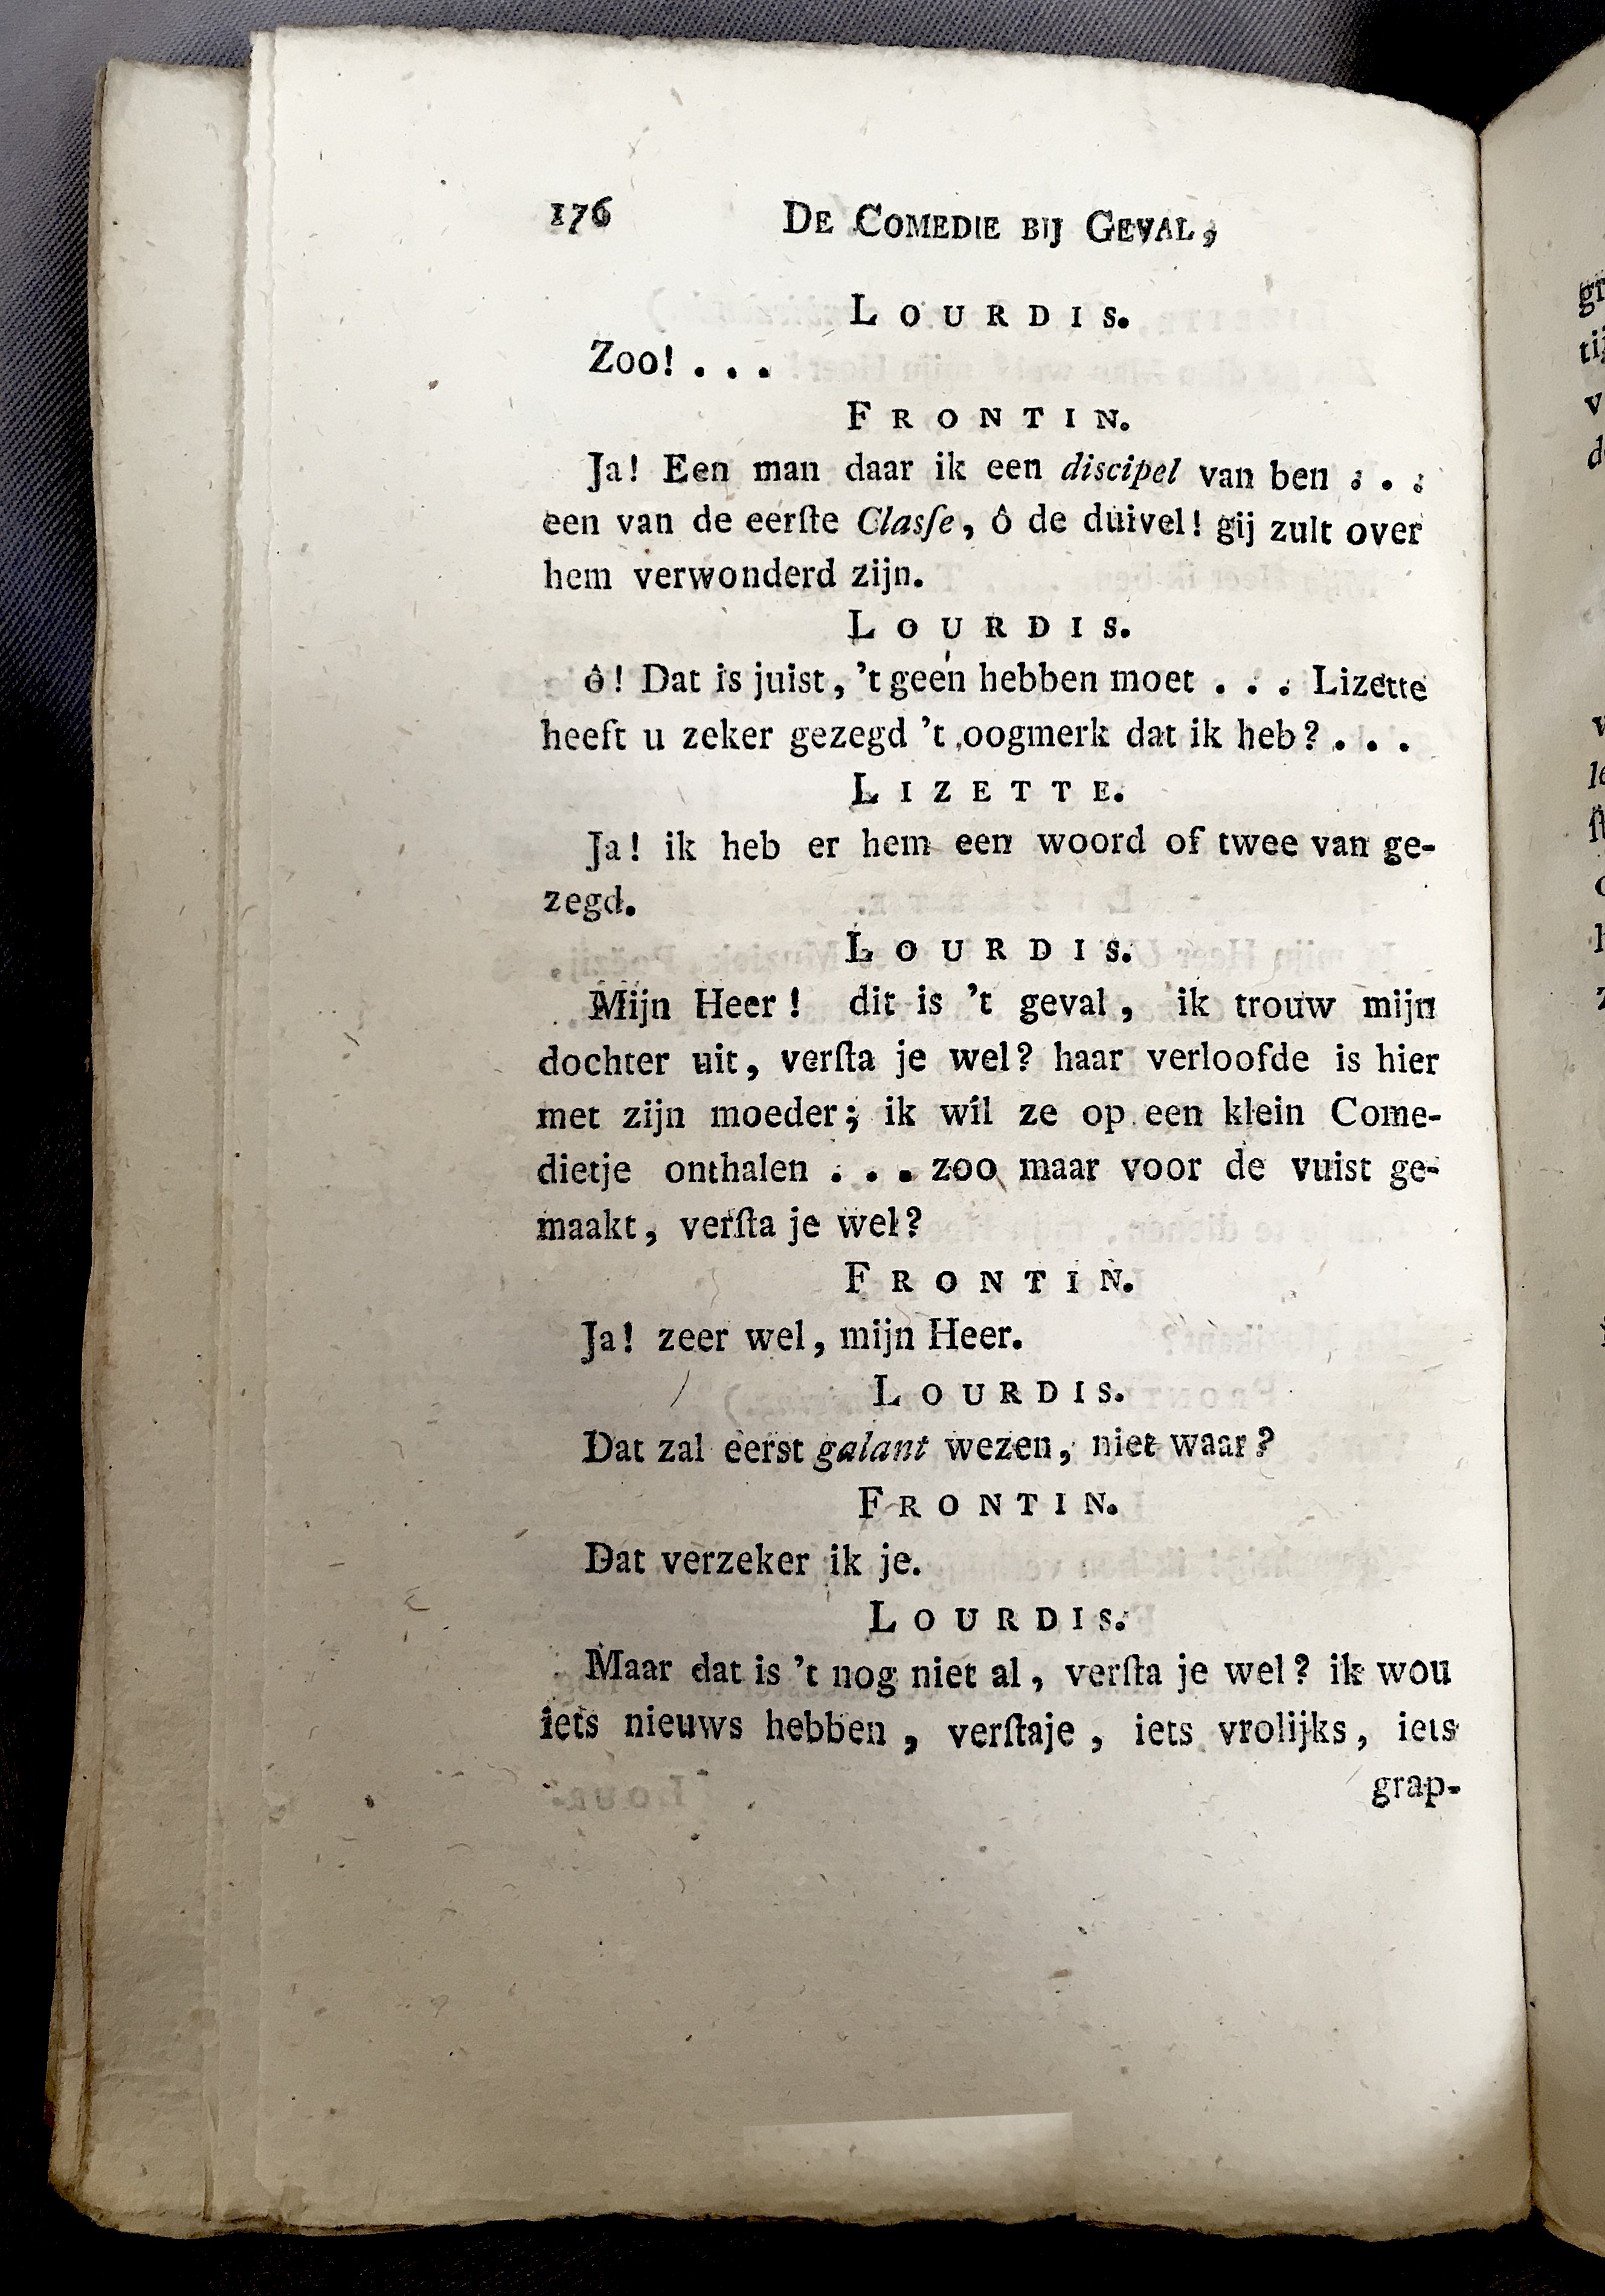 176 DE COMEDIE BIJ GEVAL,
LOURDIS.
Zoo! . . .
FRONTIN.
Ja! Een man daar ik een discipel van ben . . .
een van de eerſte Clasſe, ô de duivel! gij zult over
hem verwonderd zijn.
LOURDIS.
ô! Dat is juist, 't geen hebben moet . . . Lizette
heeft u zeker gezegd 't oogmerk dat ik heb? . . .
LIZETTE.
Ja! ik heb er hem een woord of twee van ge-
zegd.
LOURDIS.
Mijn Heer! dit is 't geval, ik trouw mijn
dochter uit, verſta je wel? haar verloofde is hier
met zijn moeder; ik wil ze op een klein Come-
dietje onthalen . . . zoo maar voor de vuist ge-
maakt, verſta je wel?
FRONTIN.
Ja! zeer wel, mijn Heer.
LOURDIS.
Dat zal eerst galant wezen, niet waar?
FRONTIN.
Dat verzeker ik je.
LOURDIS.
Maar dat is 't nog niet al, verſta je wel? ik wou
iets nieuws hebben, verſtaje, iets vrolijks, iets
grap-